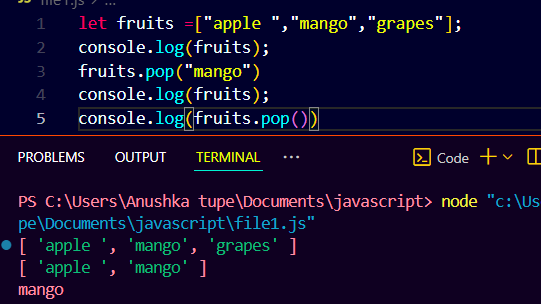 file1.js > ...
1 let fruits =["apple ","mango","grapes"];
2 console.log(fruits);
3 fruits.pop("mango")
4 console.log(fruits);
5 console.log(fruits.pop())
PROBLEMS OUTPUT TERMINAL ··· Code
PS C:\Users\Anushka tupe\Documents\javascript> node "c:\Us
pe\Documents\javascript\file1.js"
[ 'apple ', 'mango', 'grapes' ]
[ 'apple ', 'mango' ]
mango